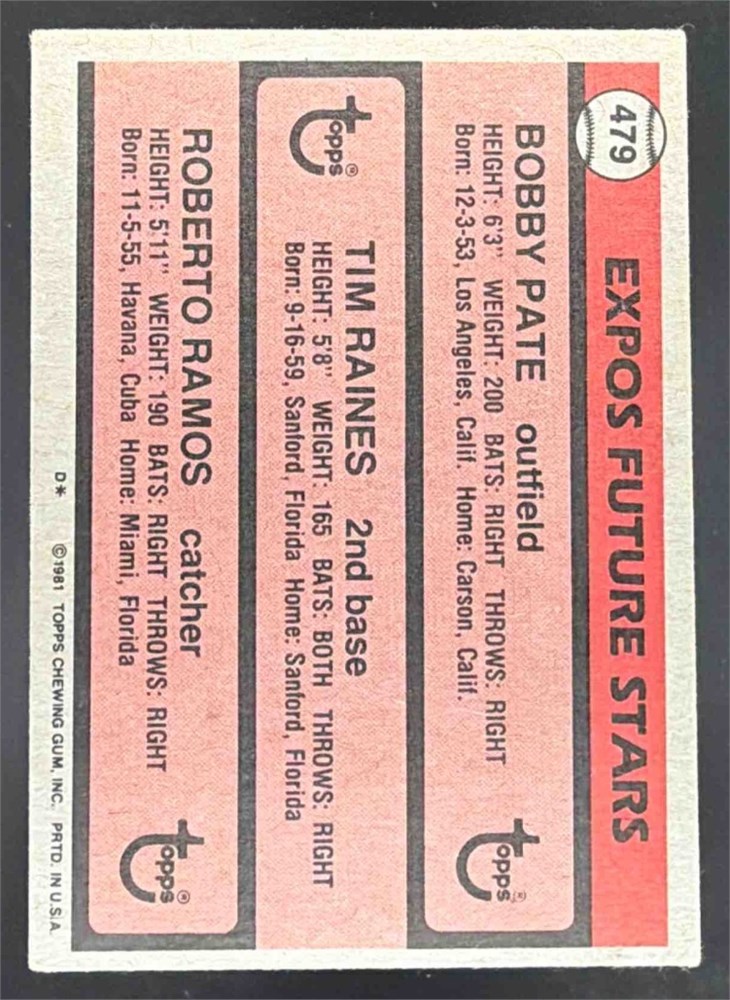 479
EXPOS FUTURE STARS
BOBBY PATE outfield
HEIGHT: 6'3" WEIGHT: 200 BATS: RIGHT THROWS: RIGHT
Born: 12-3-53, Los Angeles, Calif. Home: Carson, Calif.
topps®
topps®
TIM RAINES 2nd base
HEIGHT: 5'8" WEIGHT: 165 BATS: BOTH THROWS: RIGHT
Born: 9-16-59, Sanford, Florida Home: Sanford, Florida
ROBERTO RAMOS catcher
HEIGHT: 5'11" WEIGHT: 190 BATS: RIGHT THROWS: RIGHT
Born: 11-5-55, Havana, Cuba Home: Miami, Florida
topps®
D* ©1981 TOPPS CHEWING GUM, INC. PRTD. IN U.S.A.